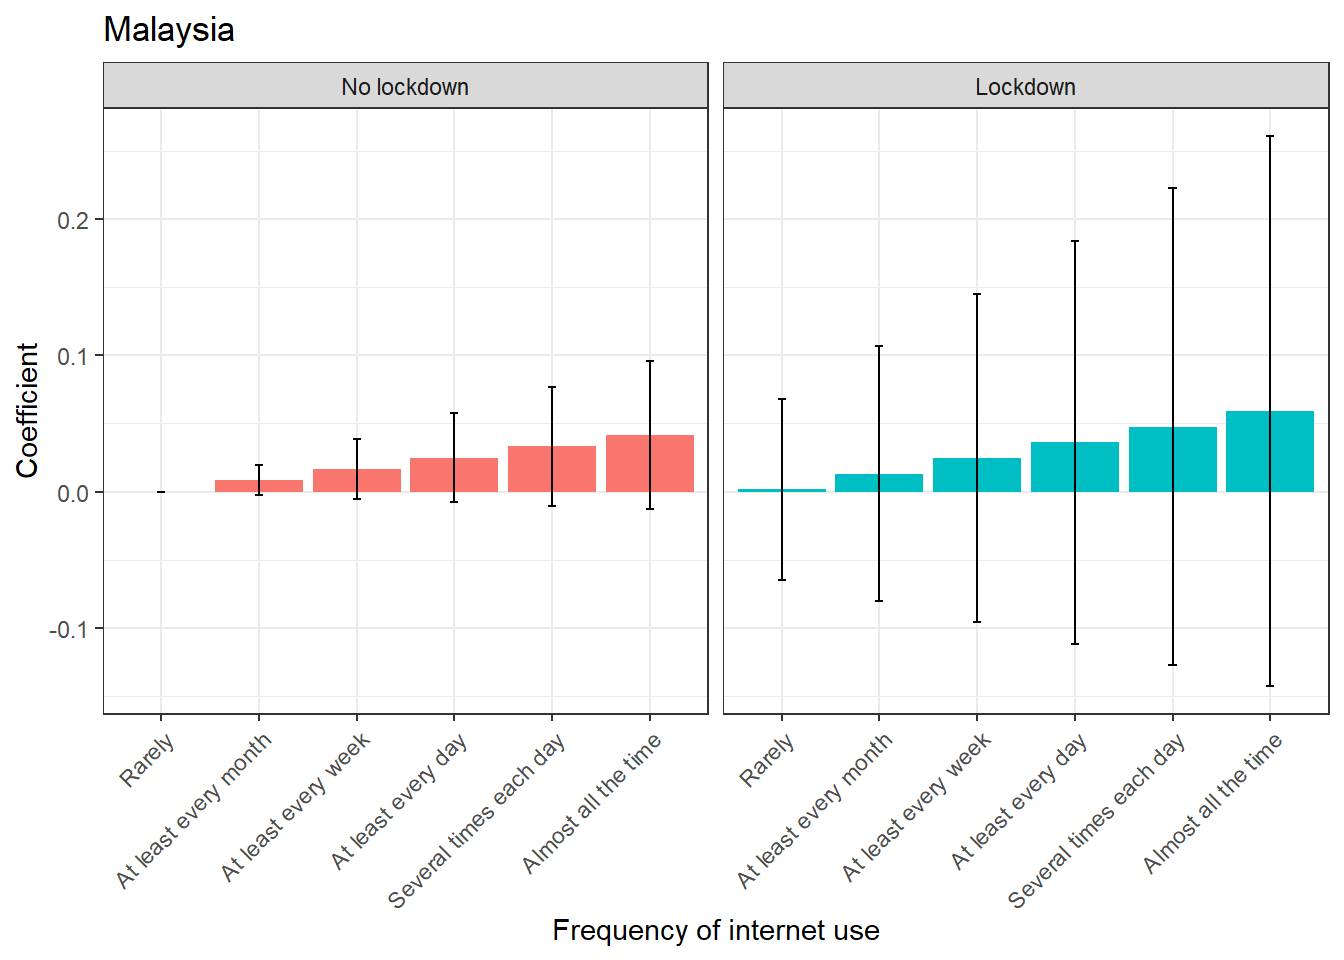 Malaysia
No lockdown
Lockdown
Coefficient
0.2
0.1
0.0
-0.1
Rarely
At least every month
At least every week
At least every day
Several times each day
Almost all the time
Rarely
At least every month
At least every week
At least every day
Several times each day
Almost all the time
Frequency of internet use